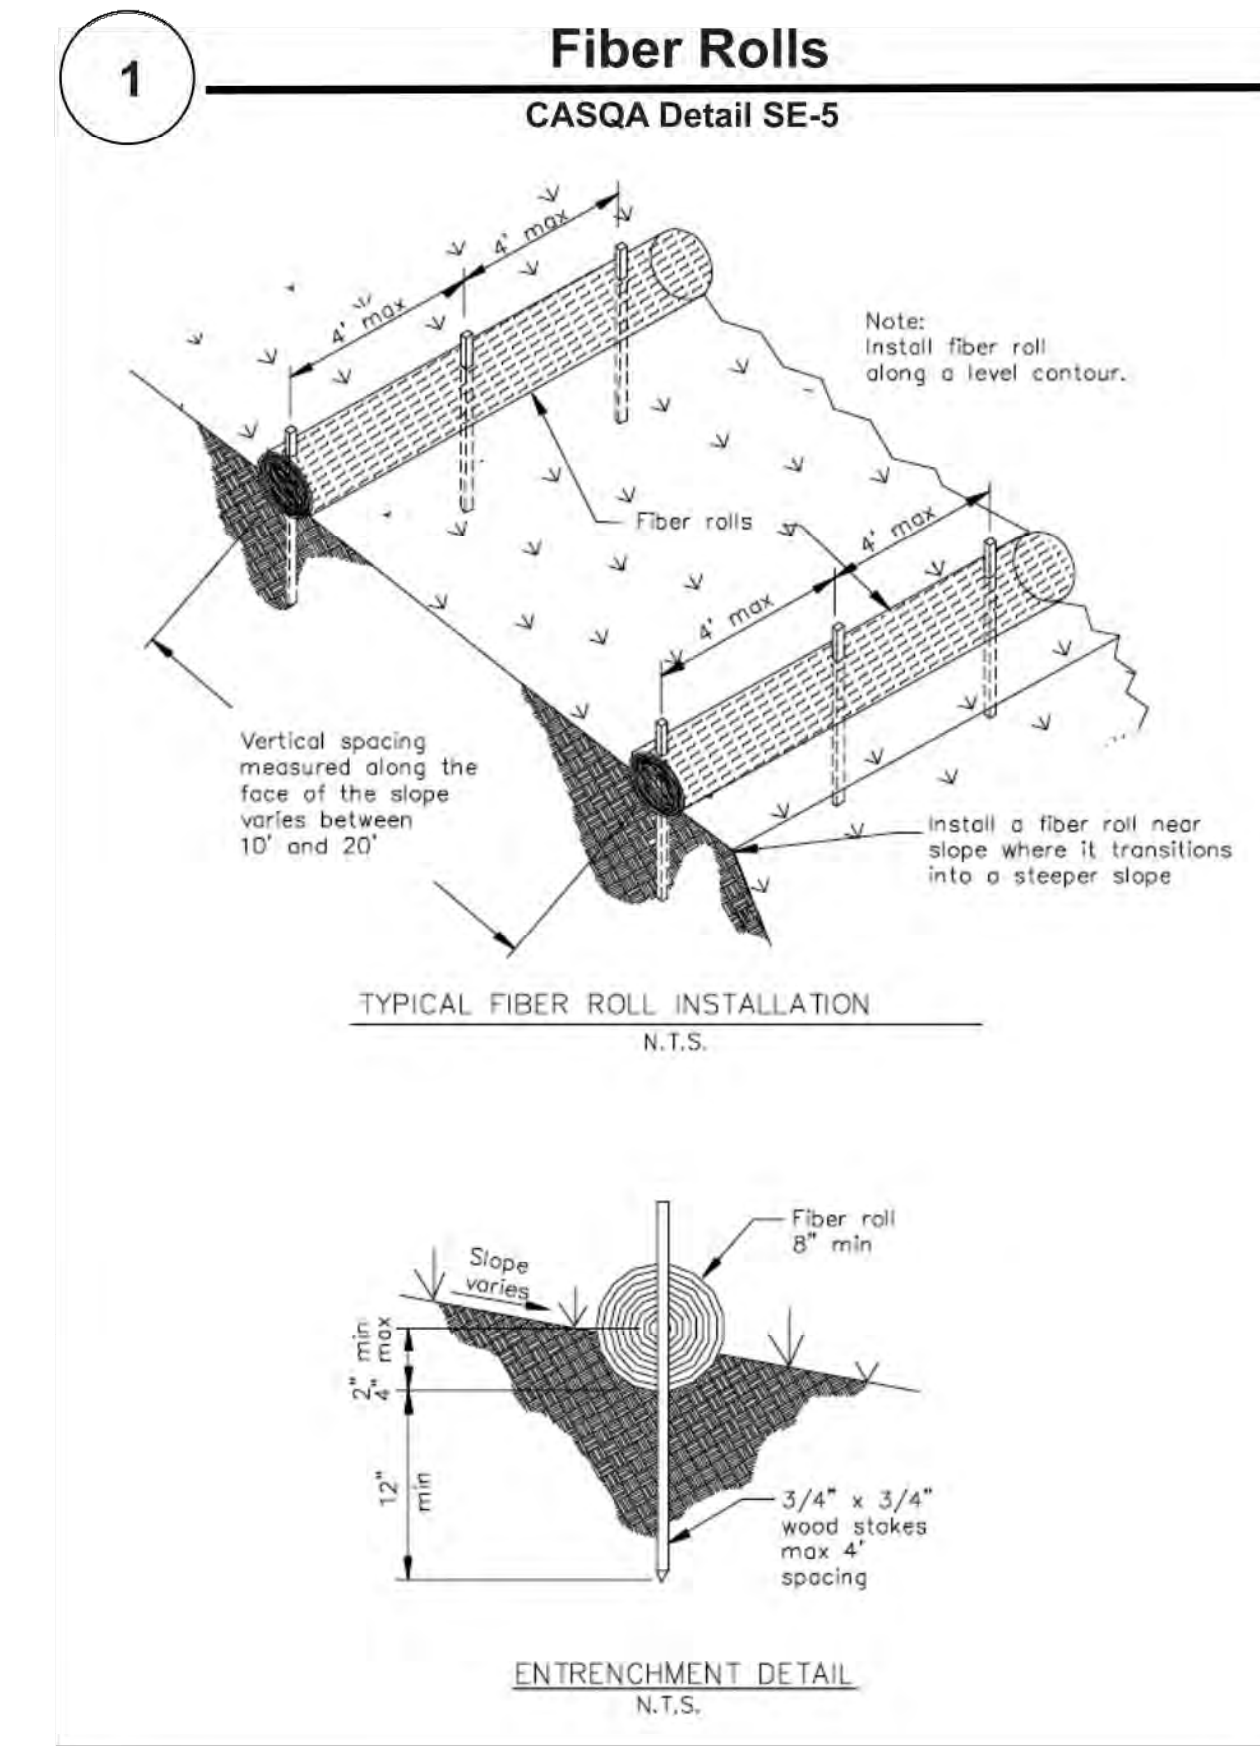 1
Fiber Rolls
CASQA Detail SE-5
4' max
4' max
Note:
Install fiber roll
along a level contour.
Fiber rolls
4' max
4' max
Vertical spacing
measured along the
face of the slope
varies between
10' and 20'
Install a fiber roll near
slope where it transitions
into a steeper slope
TYPICAL FIBER ROLL INSTALLATION
N.T.S.
Fiber roll
8" min
Slope
varies
2" min
4" max
12"
min
3/4" x 3/4"
wood stakes
max 4'
spacing
ENTRENCHMENT DETAIL
N.T.S.